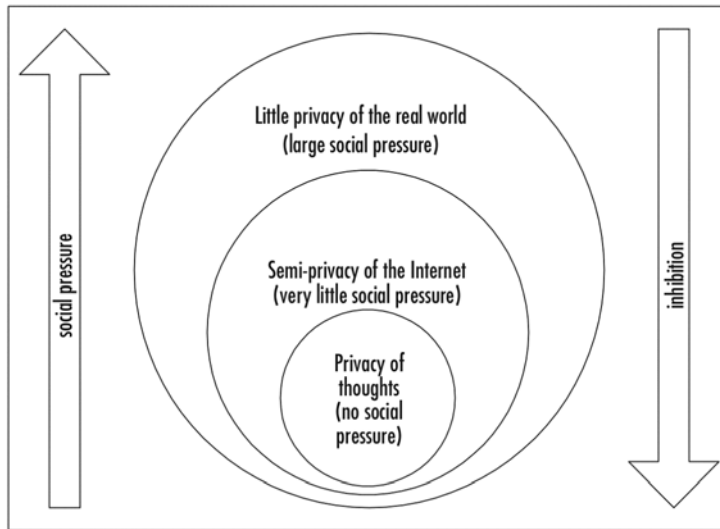 Little privacy of the real world
(large social pressure)
social pressure
Semi-privacy of the Internet
(very little social pressure)
inhibition
Privacy of
thoughts
(no social
pressure)